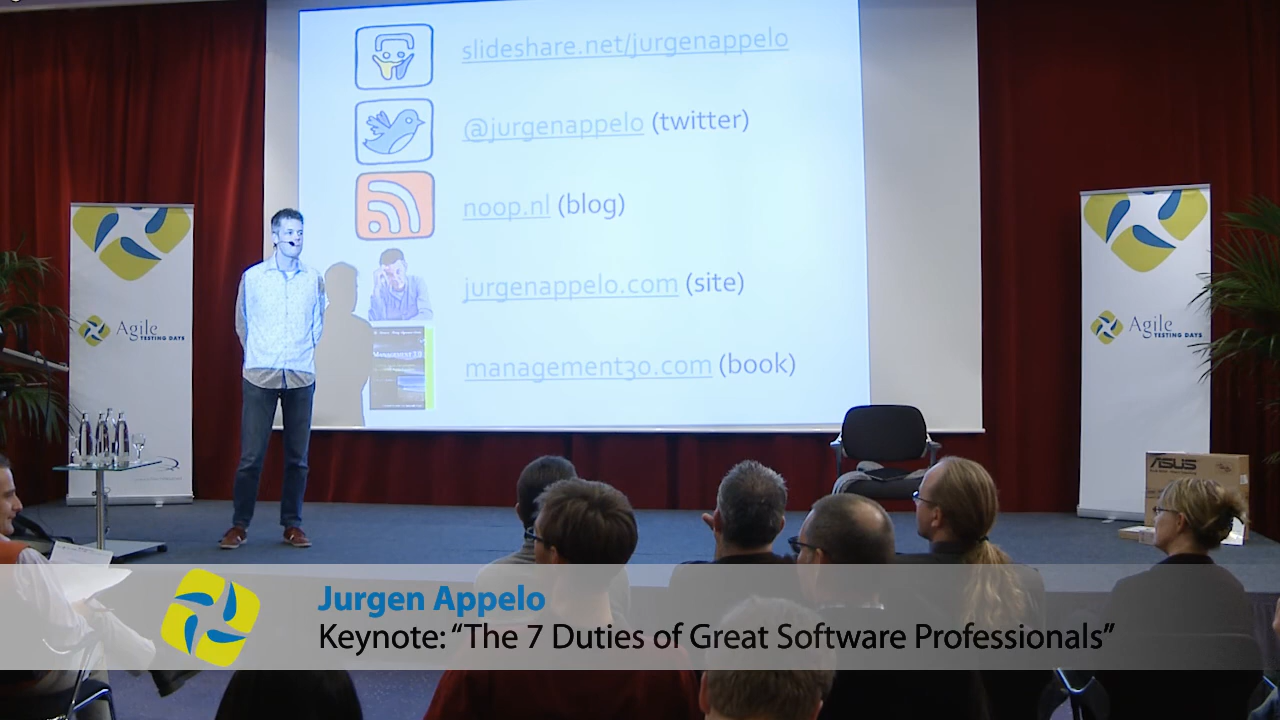 slideshare.net/jurgenappelo
@jurgenappelo (twitter)
noop.nl (blog)
jurgenappelo.com (site)
management30.com (book)
Agile
TESTING DAYS
Agile
TESTING DAYS
ASUS
Jurgen Appelo
Keynote: “The 7 Duties of Great Software Professionals”